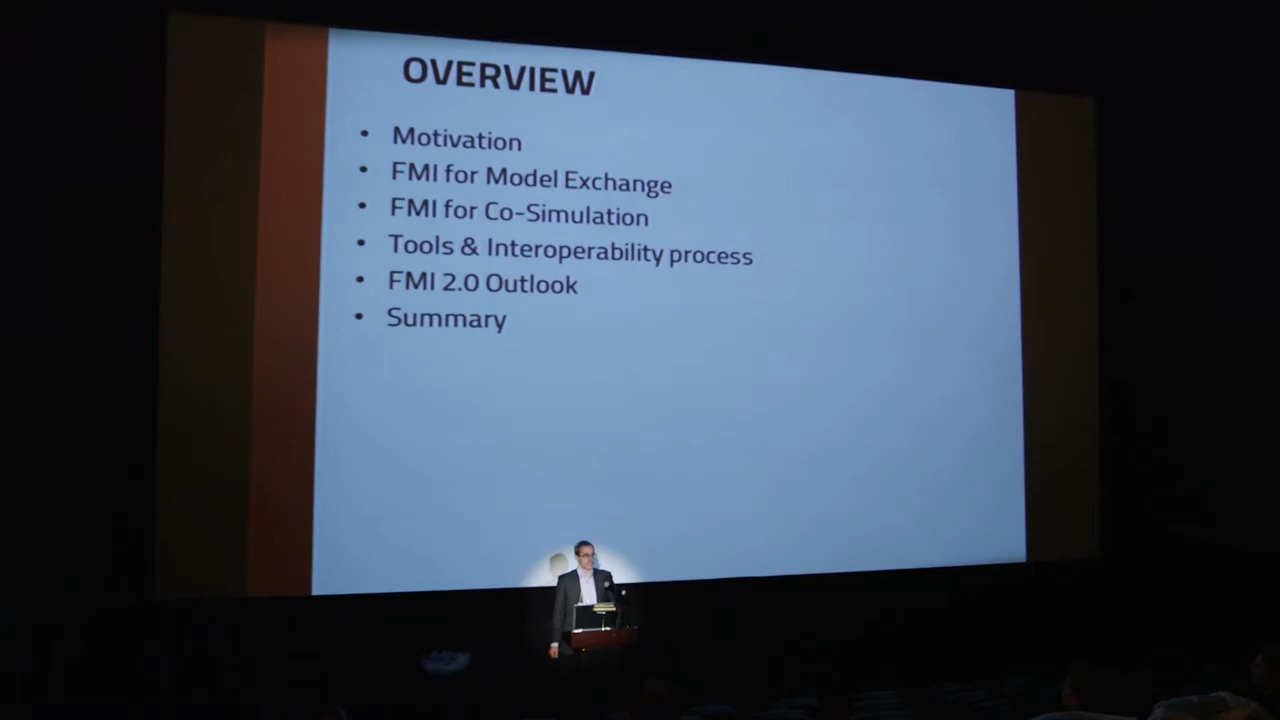 OVERVIEW
• Motivation
• FMI for Model Exchange
• FMI for Co-Simulation
• Tools & Interoperability process
• FMI 2.0 Outlook
• Summary